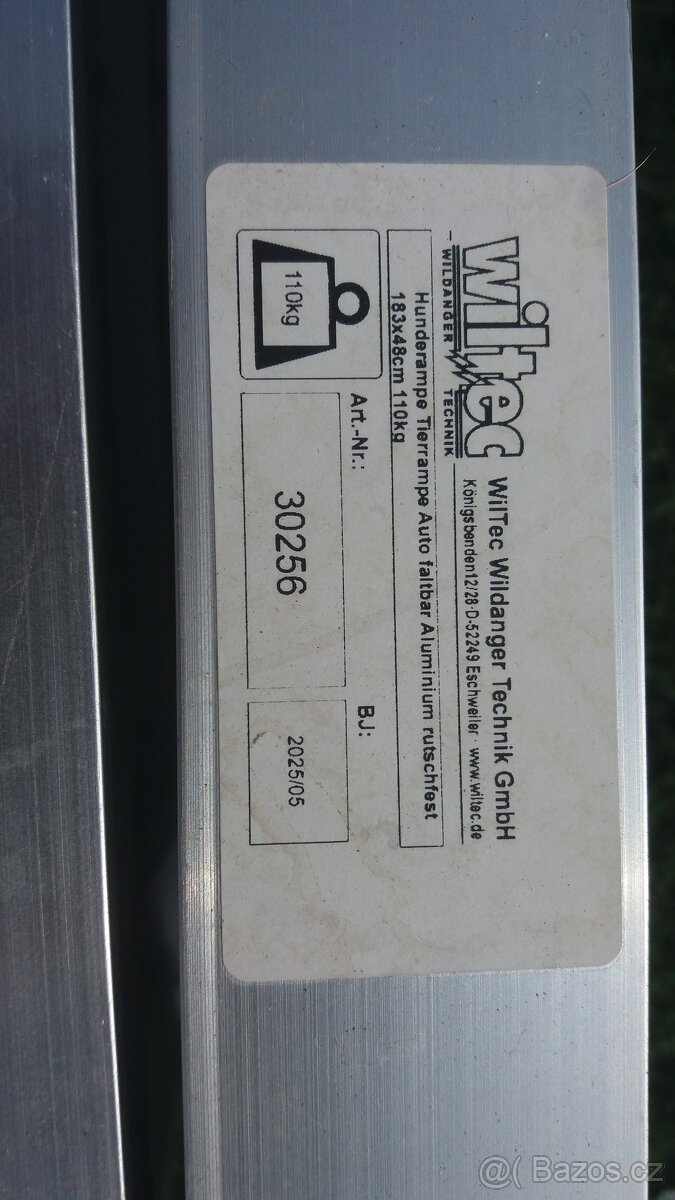 wiltec
WILDANGER TECHNIK
WilTec Wildanger Technik GmbH
Königsbenden12/28·D-52249 Eschweiler · www.wiltec.de
Hunderampe Tierrampe Auto faltbar Aluminium rutschfest
183x48cm 110kg
110kg
Art.-Nr.:
30256
BJ:
2025/05
@( Bazos.cz